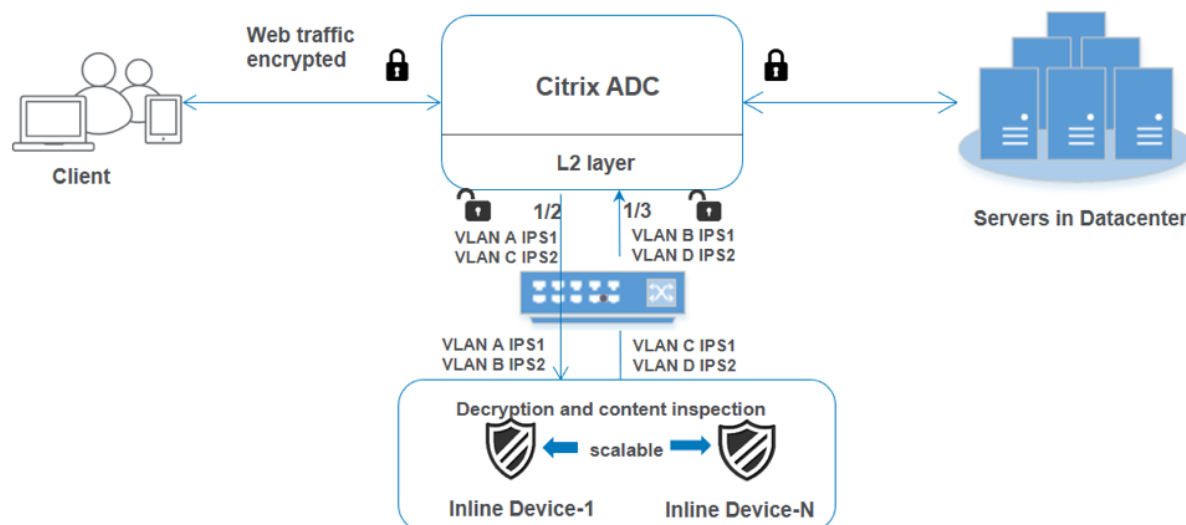 Web traffic
encrypted
Citrix ADC
L2 layer
Client
Servers in Datacenter
1/2
1/3
VLAN A IPS1
VLAN C IPS2
VLAN B IPS1
VLAN D IPS2
VLAN A IPS1
VLAN B IPS2
VLAN C IPS1
VLAN D IPS2
Decryption and content inspection
scalable
Inline Device-1
Inline Device-N